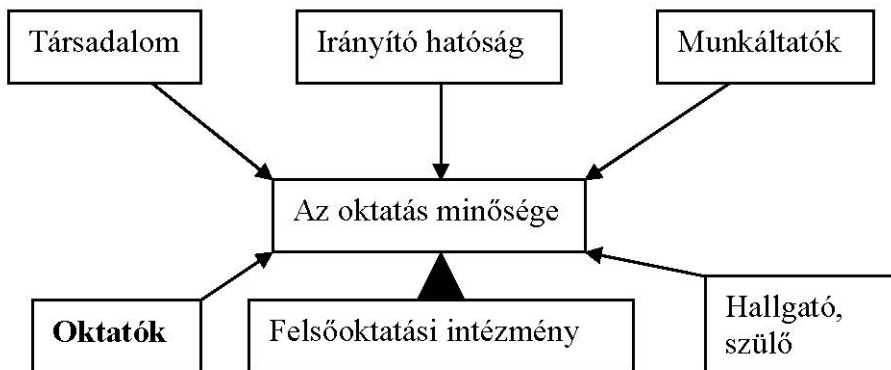 Társadalom
Irányító hatóság
Munkáltatók
Az oktatás minősége
Oktatók
Felsőoktatási intézmény
Hallgató,
szülő